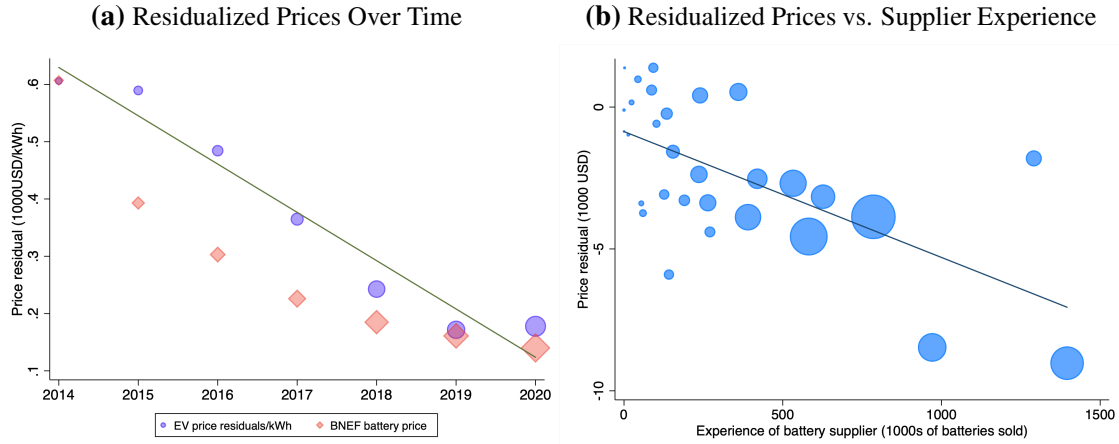 (a) Residualized Prices Over Time
Price residual (1000USD/kWh)
.6
.5
.4
.3
.2
.1
2014 2015 2016 2017 2018 2019 2020
EV price residuals/kWh BNEF battery price
(b) Residualized Prices vs. Supplier Experience
Price residual (1000 USD)
0
-5
-10
0 500 1000 1500
Experience of battery supplier (1000s of batteries sold)